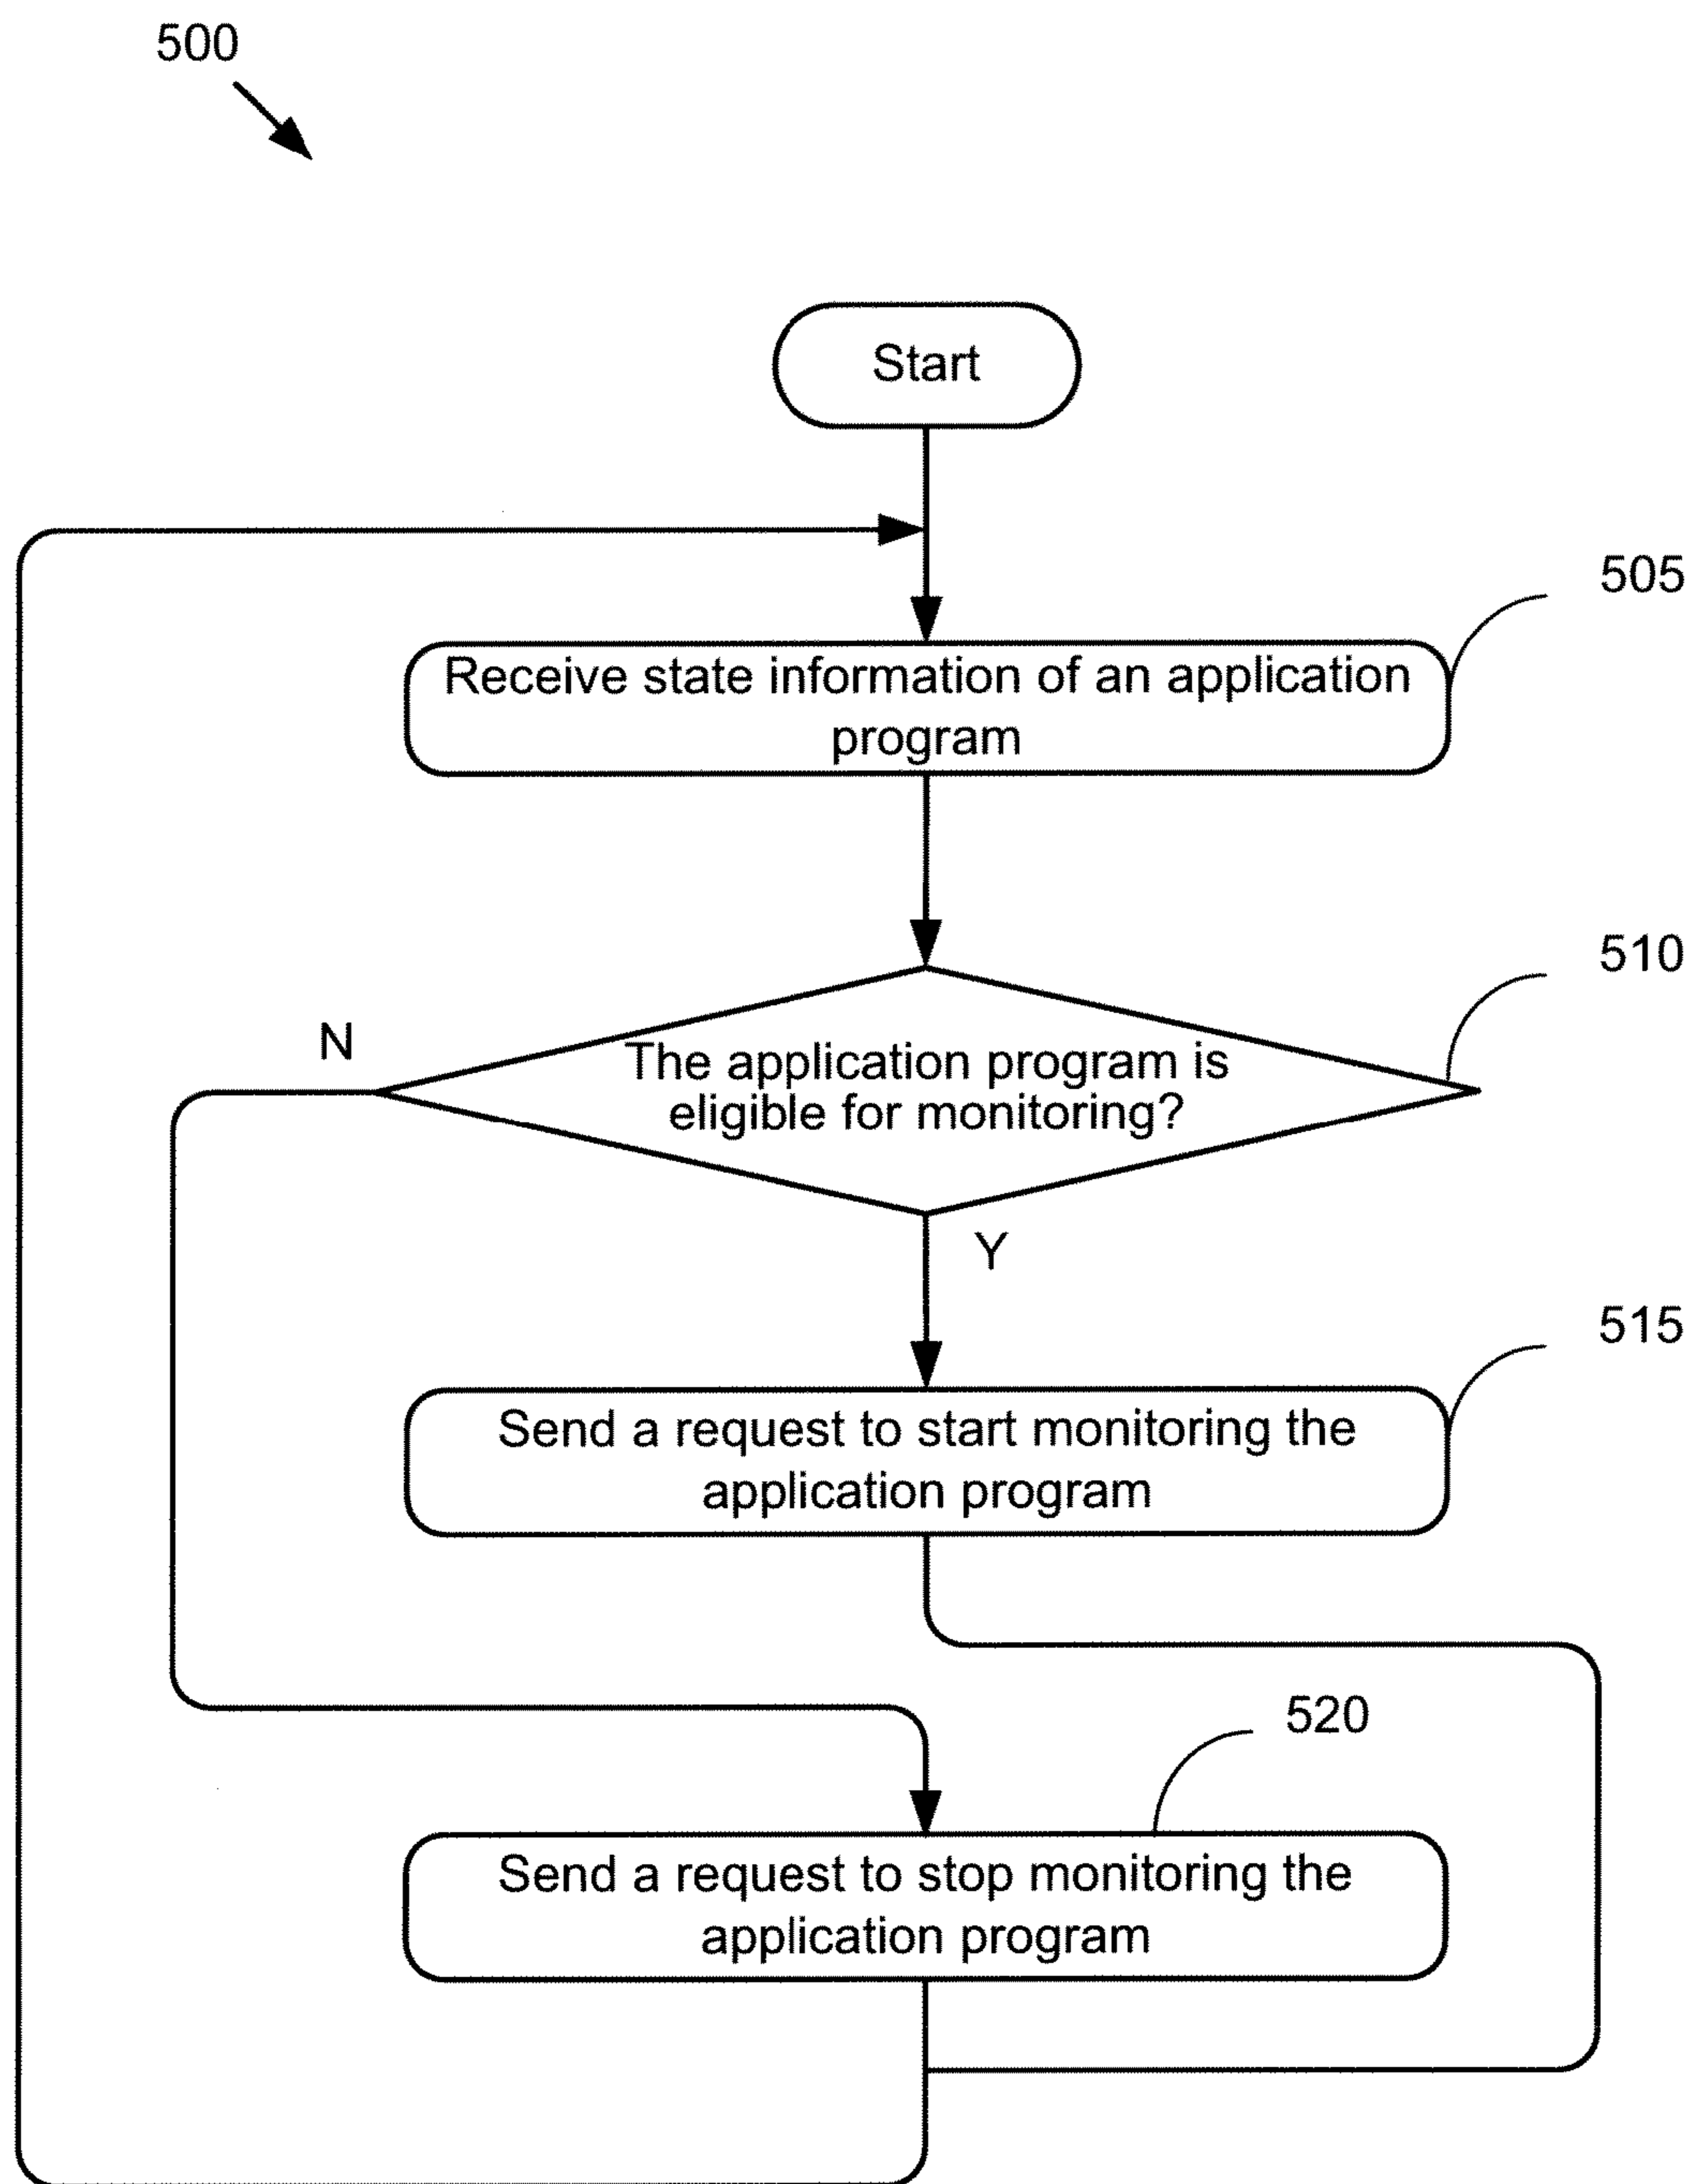 500
Start
505
Receive state information of an application
program
510
N
The application program is
eligible for monitoring?
Y
515
Send a request to start monitoring the
application program
520
Send a request to stop monitoring the
application program